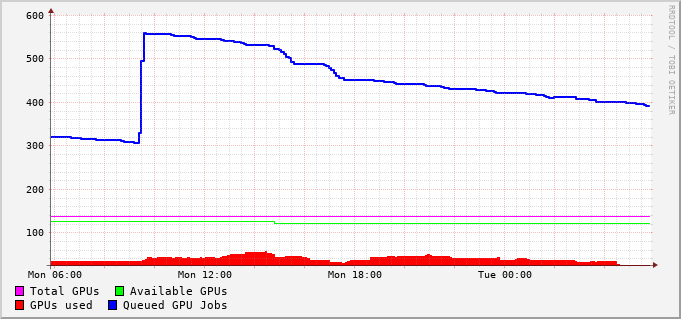 RRDTOOL / TOBI OETIKER
600
500
400
300
200
100
Mon 06:00 Mon 12:00 Mon 18:00 Tue 00:00
Total GPUs Available GPUs
GPUs used Queued GPU Jobs